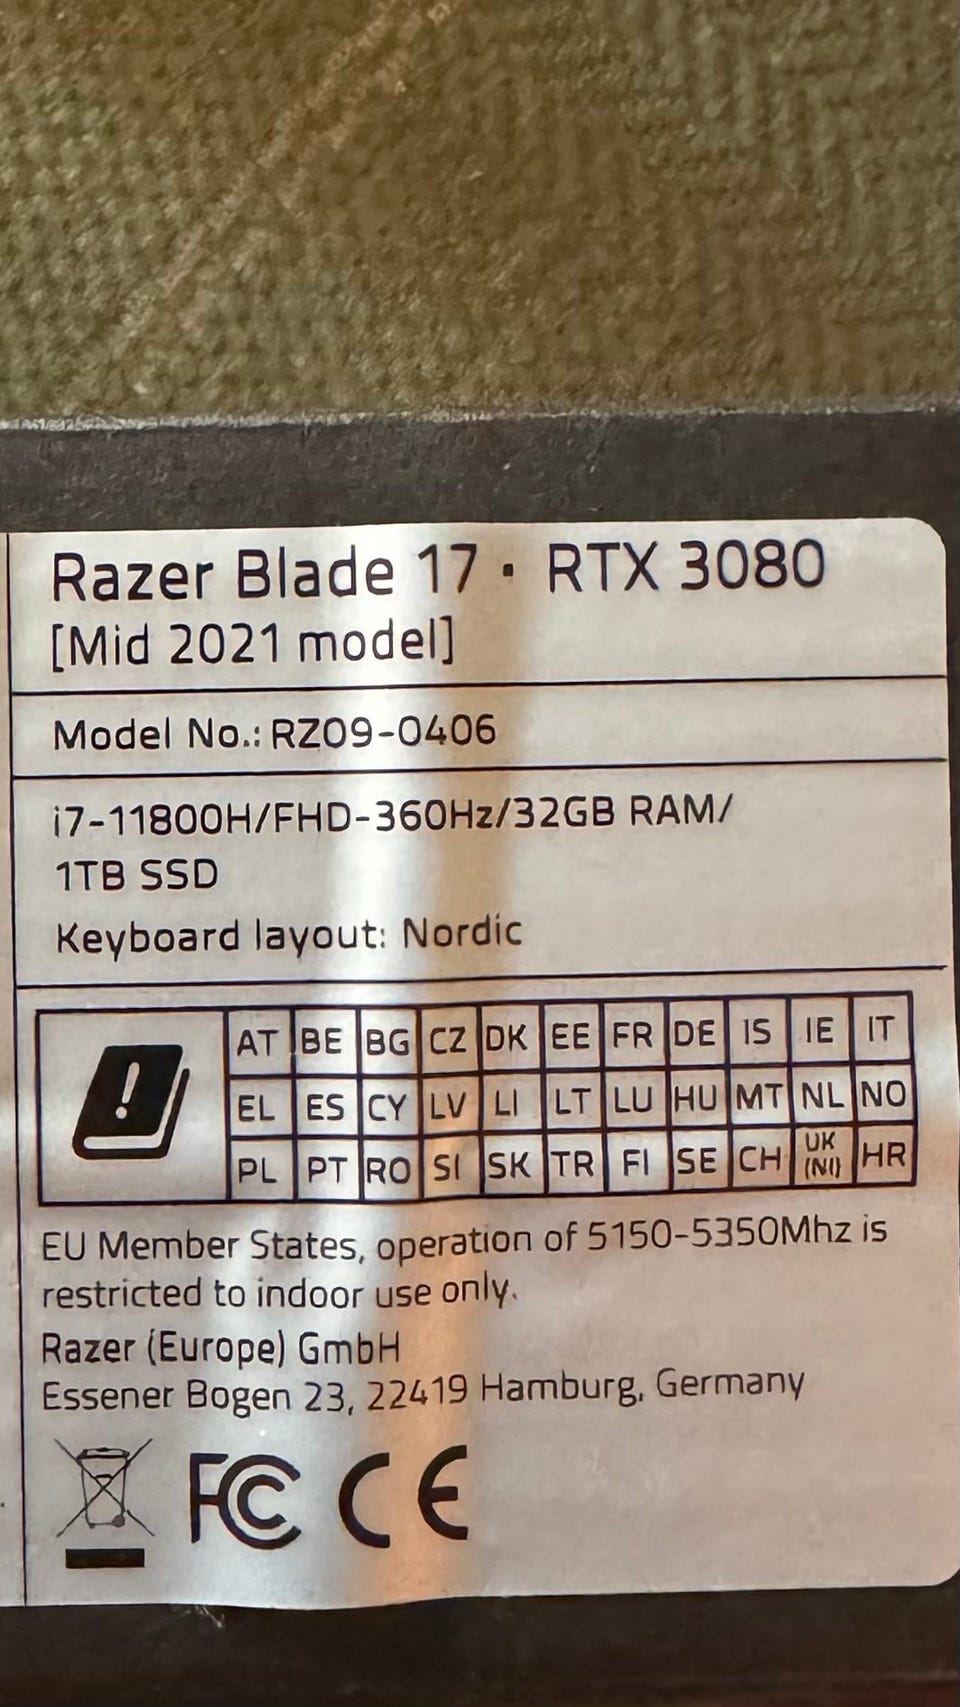 Razer Blade 17 · RTX 3080
[Mid 2021 model]
Model No.: RZ09-0406
i7-11800H/FHD-360Hz/32GB RAM/
1TB SSD
Keyboard layout: Nordic
AT BE BG CZ DK EE FR DE IS IE IT
EL ES CY LV LI LT LU HU MT NL NO
PL PT RO SI SK TR FI SE CH UK (NI) HR
EU Member States, operation of 5150-5350Mhz is
restricted to indoor use only.
Razer (Europe) GmbH
Essener Bogen 23, 22419 Hamburg, Germany
FC CE